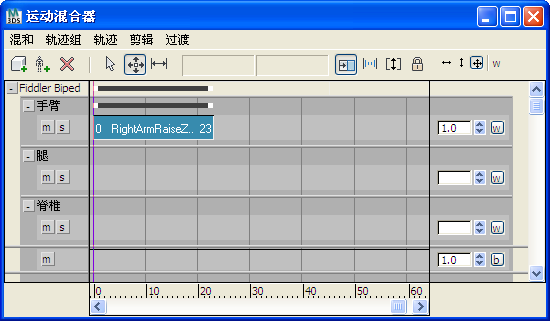 运动混合器
混和 轨迹组 轨迹 剪辑 过渡
w
- Fiddler Biped
- 手臂
m s 0 RightArmRaiseZ.. 23 1.0 w
- 腿
m s w
- 脊椎
m s w
m 1.0 b
0 10 20 30 40 50 60